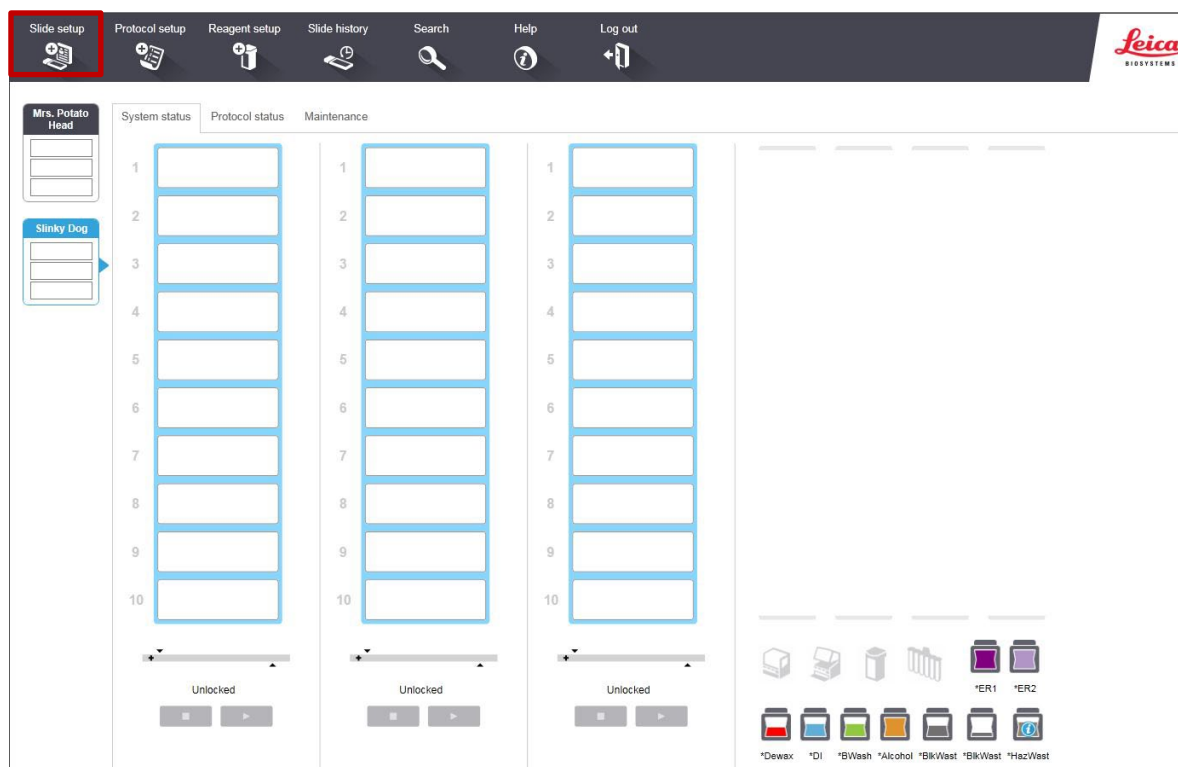 Slide setup Protocol setup Reagent setup Slide history Search Help Log out
Leica
BIOSYSTEMS
Mrs. Potato
Head
Slinky Dog
System status Protocol status Maintenance
1 1 1
2 2 2
3 3 3
4 4 4
5 5 5
6 6 6
7 7 7
8 8 8
9 9 9
10 10 10
Unlocked Unlocked Unlocked
*ER1 *ER2
*Dewax *DI *BWash *Alcohol *BlkWast *BlkWast *HazWast